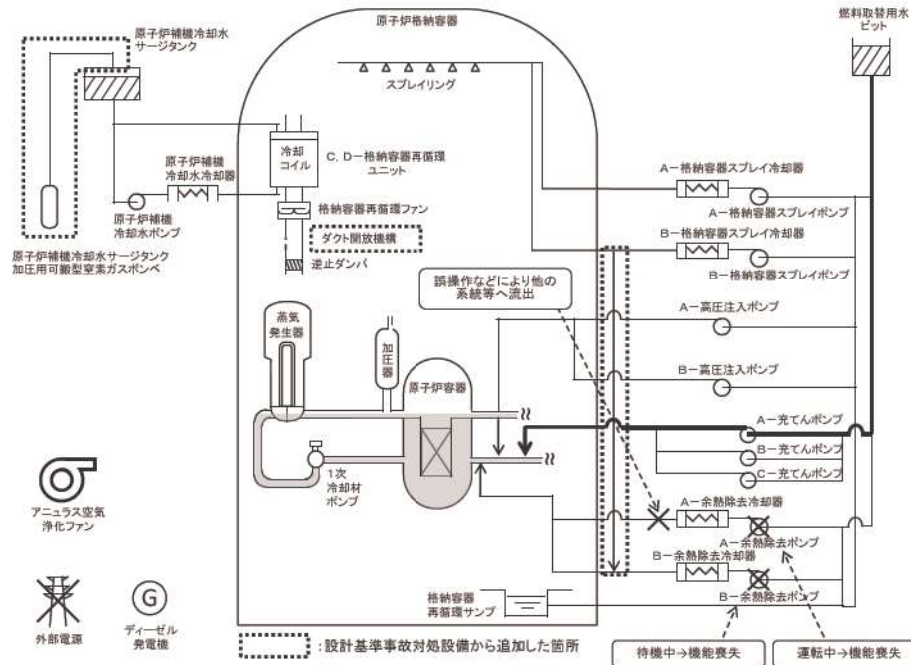 原子炉格納容器
燃料取替用水
ピット
原子炉補機冷却水
サージタンク
スプレイリング
冷却
コイル
C,D-格納容器再循環
ユニット
原子炉補機
冷却水冷却器
A-格納容器スプレイ冷却器
原子炉補機
冷却水ポンプ
格納容器再循環ファン
A-格納容器スプレイポンプ
ダクト開放機構
B-格納容器スプレイ冷却器
原子炉補機冷却水サージタンク
加圧用可搬型窒素ガスボンベ
逆止ダンパ
B-格納容器スプレイポンプ
誤操作などにより他の
系統等へ流出
A-高圧注入ポンプ
蒸気
発生器
加圧器
原子炉容器
B-高圧注入ポンプ
A-充てんポンプ
B-充てんポンプ
C-充てんポンプ
1次
冷却材
ポンプ
アニュラス空気
浄化ファン
A-余熱除去冷却器
A-余熱除去ポンプ
B-余熱除去冷却器
B-余熱除去ポンプ
格納容器
再循環サンプ
外部電源
G
ディーゼル
発電機
:設計基準事故対処設備から追加した箇所
待機中→機能喪失
運転中→機能喪失